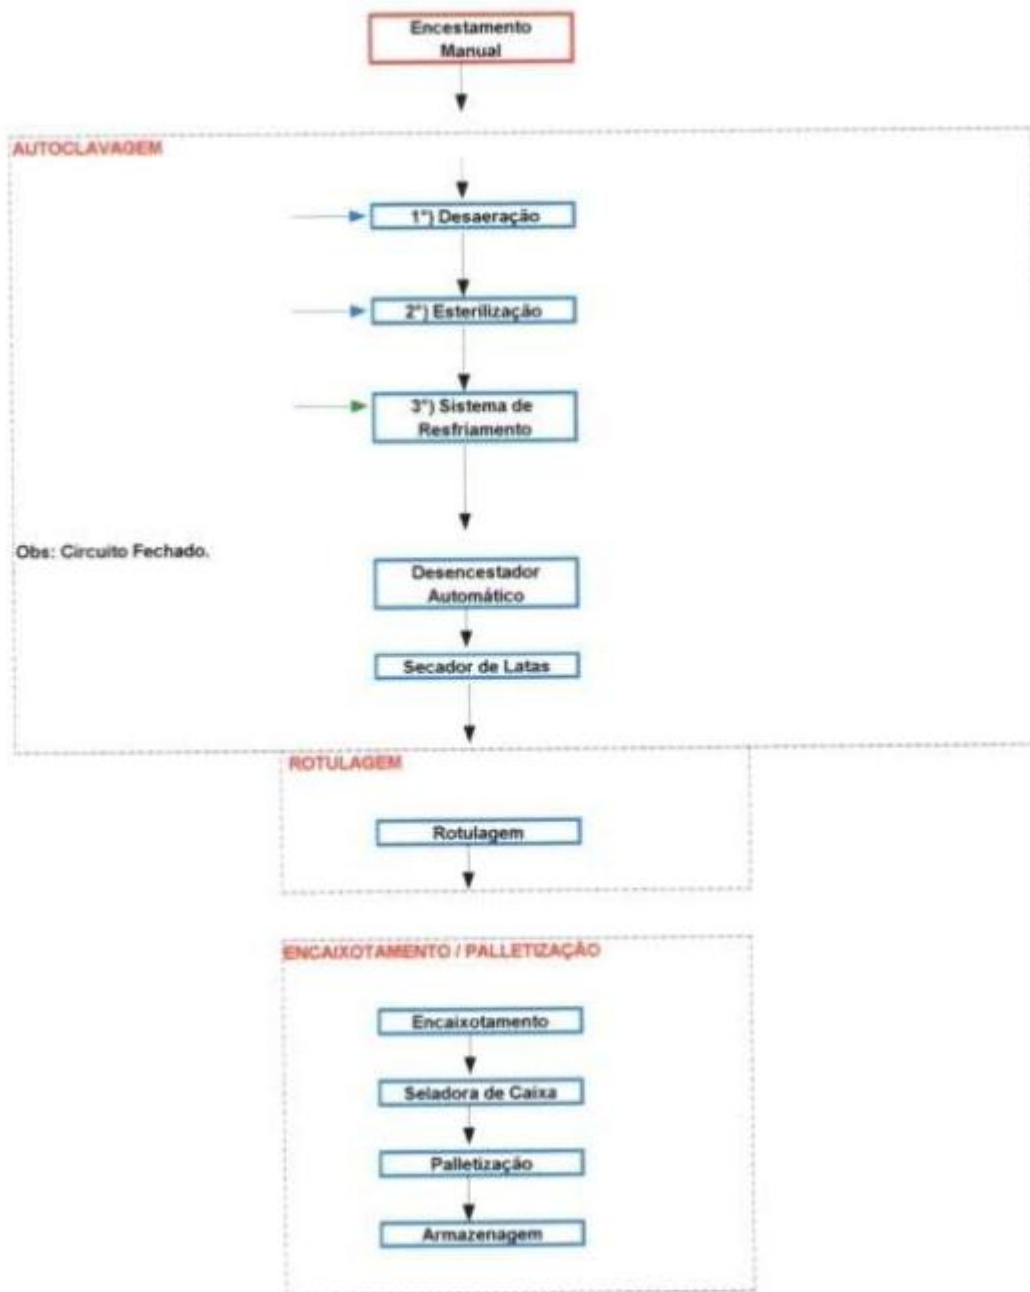 Encestamento
Manual
AUTOCLAVAGEM
1°) Desaeração
2°) Esterilização
3°) Sistema de
Resfriamento
Obs: Circuito Fechado.
Desencestador
Automático
Secador de Latas
ROTULAGEM
Rotulagem
ENCAIXOTAMENTO / PALLETIZAÇÃO
Encaixotamento
Seladora de Caixa
Palletização
Armazenagem